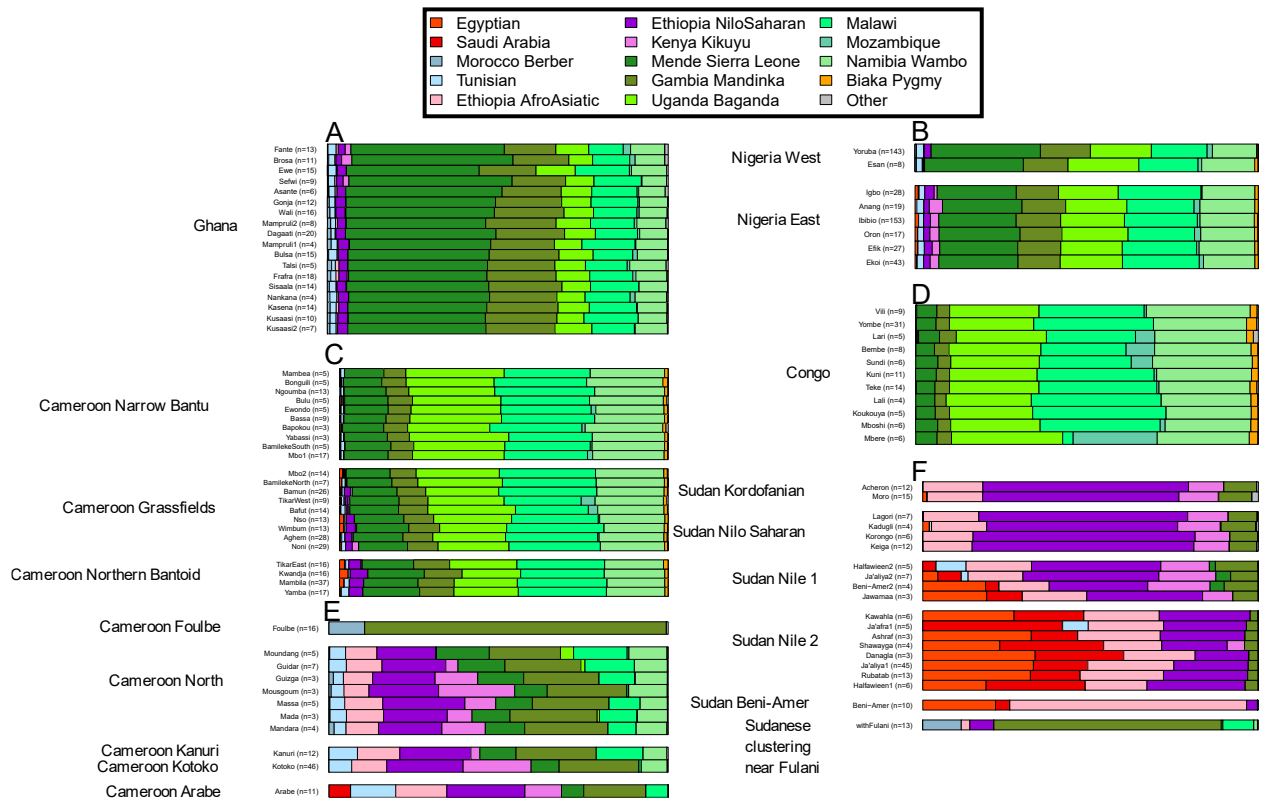 Egyptian
Saudi Arabia
Morocco Berber
Tunisian
Ethiopia AfroAsiatic
Ethiopia NiloSaharan
Kenya Kikuyu
Mende Sierra Leone
Gambia Mandinka
Uganda Baganda
Malawi
Mozambique
Namibia Wambo
Biaka Pygmy
Other
A
Ghana
Fante (n=13)
Brosa (n=11)
Ewe (n=15)
Sefwi (n=9)
Asante (n=6)
Gonja (n=12)
Wali (n=16)
Mampruli2 (n=8)
Dagaati (n=20)
Mampruli1 (n=4)
Bulsa (n=15)
Talsi (n=5)
Frafra (n=18)
Sisaala (n=14)
Nankana (n=4)
Kasena (n=14)
Kusaasi (n=10)
Kusaasi2 (n=7)
B
Nigeria West
Yoruba (n=143)
Esan (n=8)
Nigeria East
Igbo (n=28)
Anang (n=19)
Ibibio (n=153)
Oron (n=17)
Efik (n=27)
Ekoi (n=43)
C
Cameroon Narrow Bantu
Mambea (n=5)
Bonguili (n=5)
Ngoumba (n=13)
Bulu (n=5)
Ewondo (n=5)
Bassa (n=9)
Bapokou (n=3)
Yabassi (n=3)
BamilekeSouth (n=5)
Mbo1 (n=17)
Cameroon Grassfields
Mbo2 (n=14)
BamilekeNorth (n=7)
Bamun (n=26)
TikarWest (n=9)
Bafut (n=14)
Nso (n=13)
Wimbum (n=13)
Aghem (n=28)
Noni (n=29)
Cameroon Northern Bantoid
TikarEast (n=16)
Kwandja (n=16)
Mambila (n=37)
Yamba (n=17)
D
Congo
Vili (n=9)
Yombe (n=31)
Lari (n=5)
Bembe (n=8)
Sundi (n=6)
Kuni (n=11)
Teke (n=14)
Lali (n=4)
Koukouya (n=5)
Mboshi (n=6)
Mbere (n=6)
E
Cameroon Foulbe
Foulbe (n=16)
Cameroon North
Moundang (n=5)
Guidar (n=7)
Guizga (n=3)
Mousgoum (n=3)
Massa (n=5)
Mada (n=3)
Mandara (n=4)
Cameroon Kanuri
Kanuri (n=12)
Cameroon Kotoko
Kotoko (n=46)
Cameroon Arabe
Arabe (n=11)
F
Sudan Kordofanian
Acheron (n=12)
Moro (n=15)
Sudan Nilo Saharan
Lagori (n=7)
Kadugli (n=4)
Korongo (n=6)
Keiga (n=12)
Sudan Nile 1
Halfawieen2 (n=5)
Ja'aliya2 (n=7)
Beni-Amer2 (n=4)
Jawamaa (n=3)
Sudan Nile 2
Kawahla (n=6)
Ja'afra1 (n=5)
Ashraf (n=3)
Shawayga (n=4)
Danagla (n=3)
Ja'aliya1 (n=45)
Rubatab (n=13)
Halfawieen1 (n=6)
Sudan Beni-Amer
Beni-Amer (n=10)
Sudanese
clustering
near Fulani
withFulani (n=13)